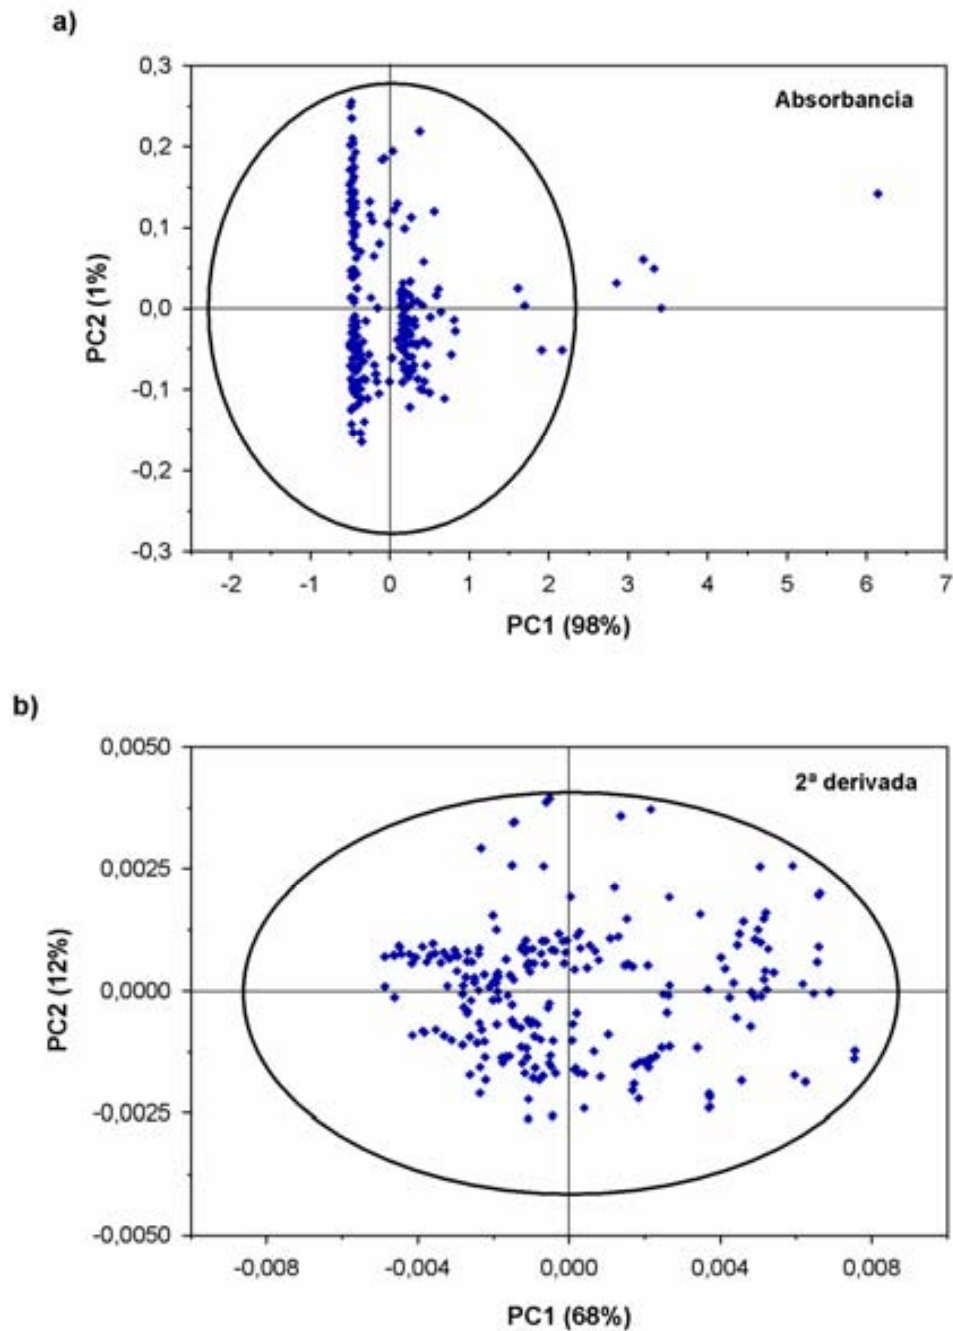 a)
0,3
Absorbancia
0,2
0,1
0,0
-0,1
-0,2
-0,3
PC2 (1%)
-2 -1 0 1 2 3 4 5 6 7
PC1 (98%)
b)
0,0050
2ª derivada
0,0025
0,0000
-0,0025
-0,0050
PC2 (12%)
-0,008 -0,004 0,000 0,004 0,008
PC1 (68%)